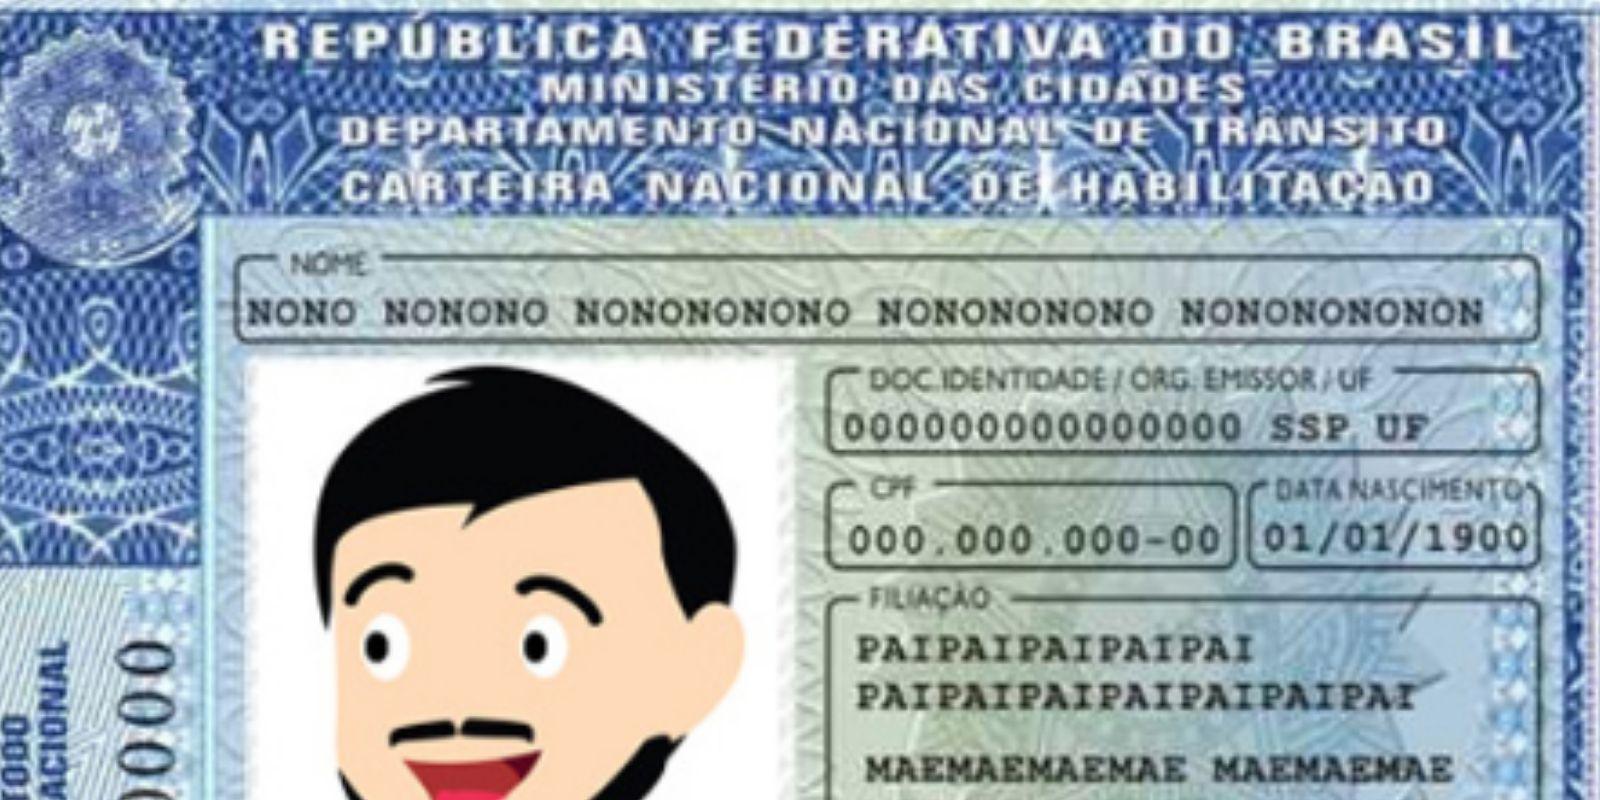 REPÚBLICA FEDERATIVA DO BRASIL
MINISTÉRIO DAS CIDADES
DEPARTAMENTO NACIONAL DE TRÂNSITO
CARTEIRA NACIONAL DE HABILITAÇÃO
NOME
NONO NONONO NONONONONO NONONONONO NONONONONON
DOC.IDENTIDADE / ÓRG. EMISSOR / UF
000000000000000 SSP UF
CPF
DATA NASCIMENTO
000.000.000-00
01/01/1900
FILIAÇÃO
PAIPAIPAIPAIPAI
PAIPAIPAIPAIPAIPAIPAI
MAEMAEMAEMAE MAEMAEMAE